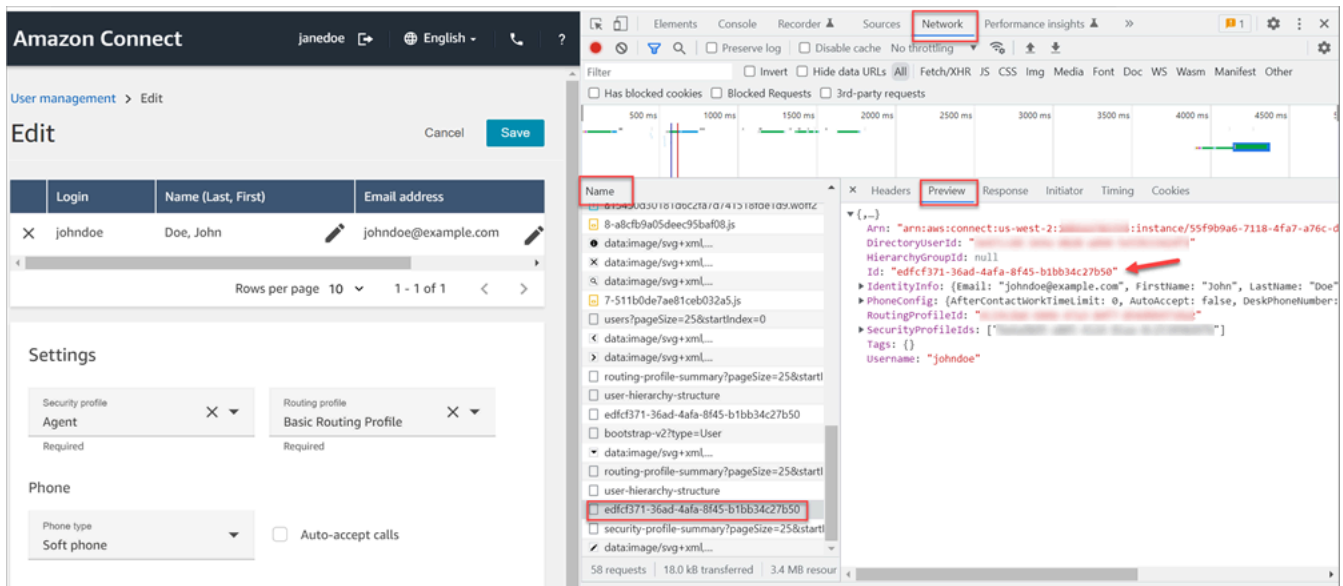 Amazon Connect
janedoe
English
?
User management > Edit
Edit
Cancel
Save
Login Name (Last, First) Email address
johndoe Doe, John johndoe@example.com
Rows per page 10 1 - 1 of 1 < >
Settings
Security profile
Agent
Required
Routing profile
Basic Routing Profile
Required
Phone
Phone type
Soft phone
Auto-accept calls
Elements Console Recorder Sources Network Performance insights » 1
Preserve log Disable cache No throttling
Filter Invert Hide data URLs All Fetch/XHR JS CSS Img Media Font Doc WS Wasm Manifest Other
Has blocked cookies Blocked Requests 3rd-party requests
500 ms 1000 ms 1500 ms 2000 ms 2500 ms 3000 ms 3500 ms 4000 ms 4500 ms
Name
8-a8cfb9a05deec95baf08.js
data:image/svg+xml,...
data:image/svg+xml,...
data:image/svg+xml,...
7-511b0de7ae81ceb032a5.js
users?pageSize=25&startIndex=0
data:image/svg+xml,...
data:image/svg+xml,...
routing-profile-summary?pageSize=25&startI
user-hierarchy-structure
edfcf371-36ad-4afa-8f45-b1bb34c27b50
bootstrap-v2?type=User
data:image/svg+xml,...
routing-profile-summary?pageSize=25&startI
user-hierarchy-structure
edfcf371-36ad-4afa-8f45-b1bb34c27b50
security-profile-summary?pageSize=25&startI
data:image/svg+xml,...
58 requests 18.0 kB transferred 3.4 MB resour
× Headers Preview Response Initiator Timing Cookies
{,…}
Arn: "arn:aws:connect:us-west-2: :instance/55f9b9a6-7118-4fa7-a76c-d
DirectoryUserId: " "
HierarchyGroupId: null
Id: "edfcf371-36ad-4afa-8f45-b1bb34c27b50"
IdentityInfo: {Email: "johndoe@example.com", FirstName: "John", LastName: "Doe"
PhoneConfig: {AfterContactWorkTimeLimit: 0, AutoAccept: false, DeskPhoneNumber:
RoutingProfileId: " "
SecurityProfileIds: [" "]
Tags: {}
Username: "johndoe"